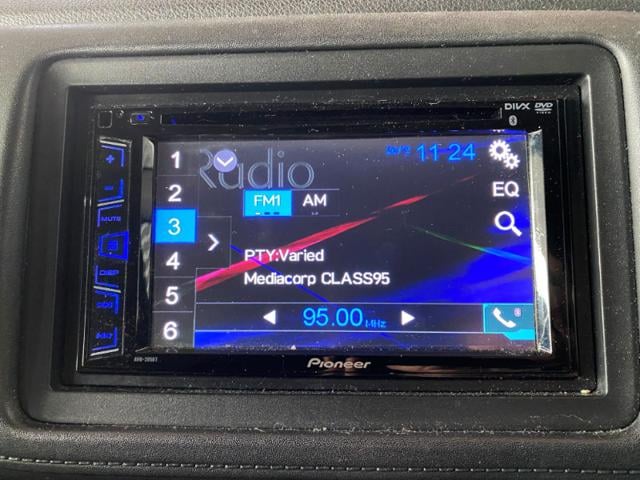 DIVX DVD
VIDEO
+
−
MUTE
DISP
Radio
11-24
1
2
3
4
5
6
FM1 AM
EQ
PTY:Varied
Mediacorp CLASS95
95.00 MHz
Pioneer